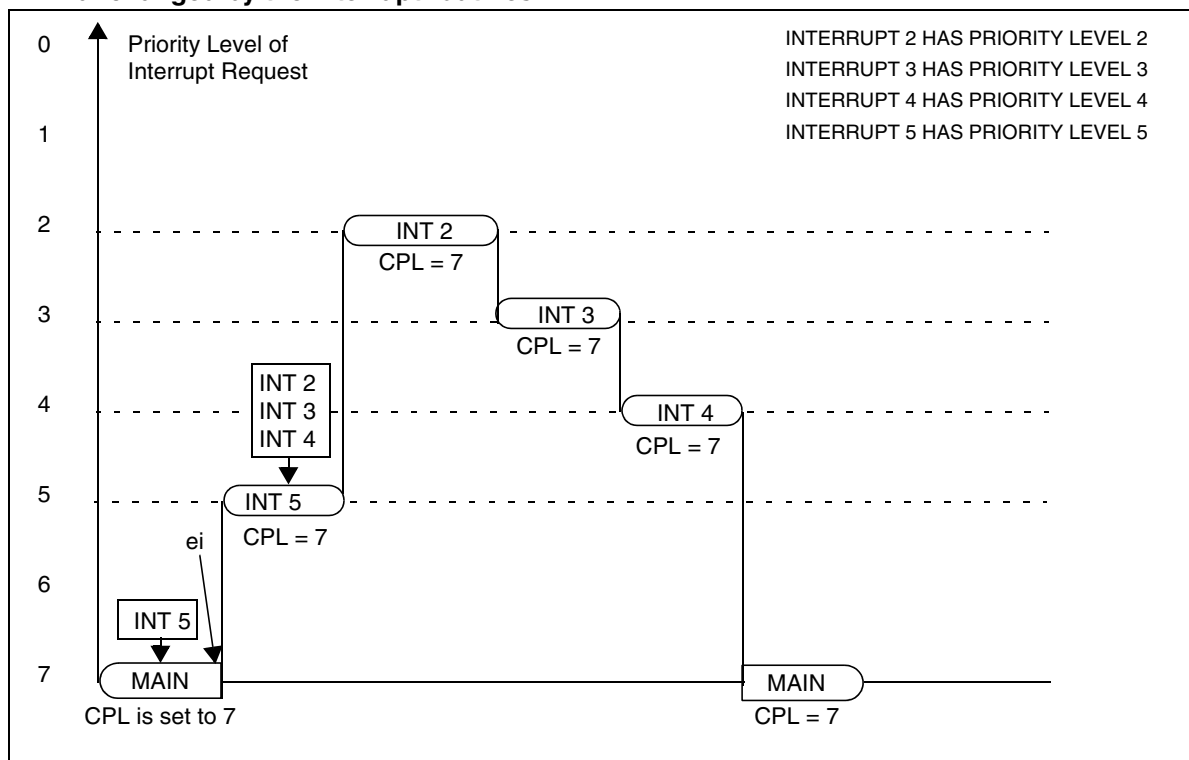 0
Priority Level of
Interrupt Request
INTERRUPT 2 HAS PRIORITY LEVEL 2
INTERRUPT 3 HAS PRIORITY LEVEL 3
INTERRUPT 4 HAS PRIORITY LEVEL 4
INTERRUPT 5 HAS PRIORITY LEVEL 5
1
2
INT 2
CPL = 7
3
INT 3
CPL = 7
INT 2
INT 3
INT 4
4
INT 4
CPL = 7
5
INT 5
CPL = 7
ei
6
INT 5
7
MAIN
CPL is set to 7
MAIN
CPL = 7